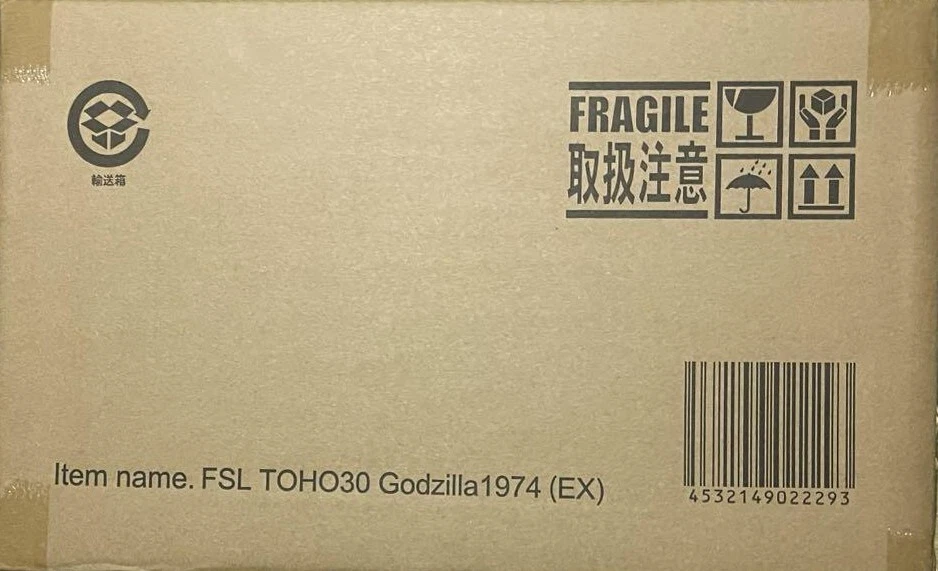 輸送箱
FRAGILE
取扱注意
Item name. FSL TOHO30 Godzilla1974 (EX)
4532149022293